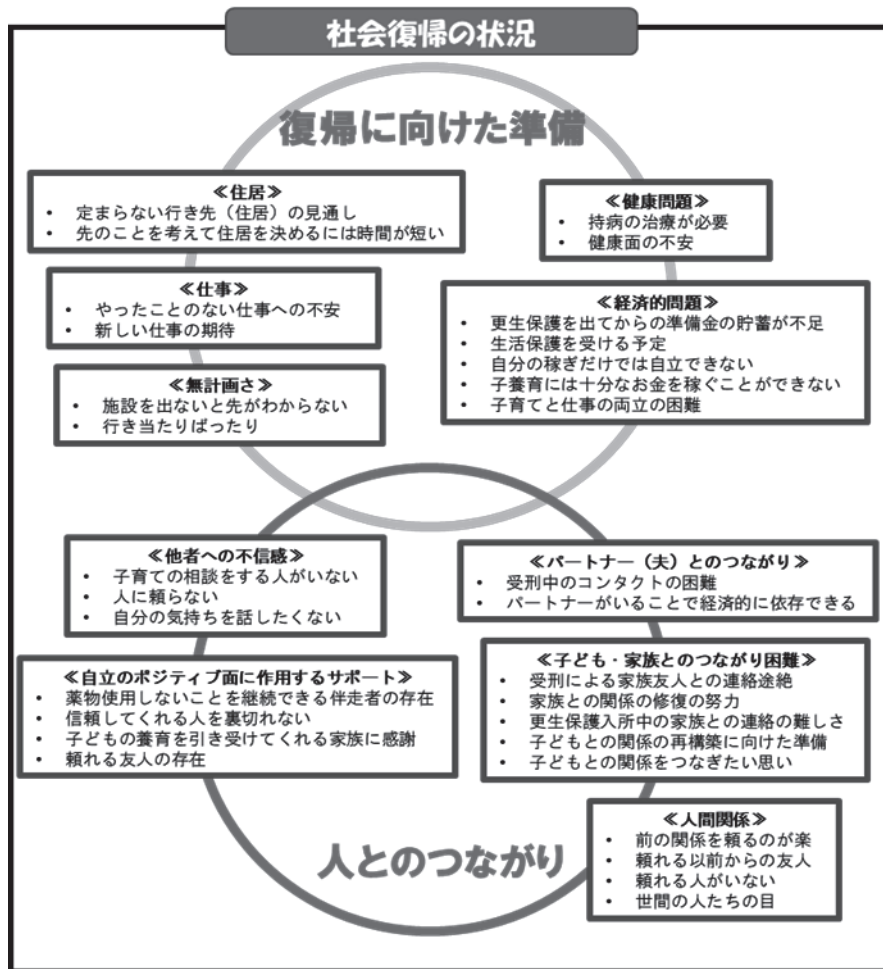 社会復帰の状況
復帰に向けた準備
≪住居≫
• 定まらない行き先（住居）の見通し
• 先のことを考えて住居を決めるには時間が短い
≪健康問題≫
• 持病の治療が必要
• 健康面の不安
≪仕事≫
• やったことのない仕事への不安
• 新しい仕事の期待
≪経済的問題≫
• 更生保護を出てからの準備金の貯蓄が不足
• 生活保護を受ける予定
• 自分の稼ぎだけでは自立できない
• 子養育には十分なお金を稼ぐことができない
• 子育てと仕事の両立の困難
≪無計画さ≫
• 施設を出ないと先がわからない
• 行き当たりばったり
≪他者への不信感≫
• 子育ての相談をする人がいない
• 人に頼らない
• 自分の気持ちを話したくない
≪パートナー（夫）とのつながり≫
• 受刑中のコンタクトの困難
• パートナーがいることで経済的に依存できる
≪自立のポジティブ面に作用するサポート≫
• 薬物使用しないことを継続できる伴走者の存在
• 信頼してくれる人を裏切れない
• 子どもの養育を引き受けてくれる家族に感謝
• 頼れる友人の存在
≪子ども・家族とのつながり困難≫
• 受刑による家族友人との連絡途絶
• 家族との関係の修復の努力
• 更生保護入所中の家族との連絡の難しさ
• 子どもとの関係の再構築に向けた準備
• 子どもとの関係をつなぎたい思い
≪人間関係≫
• 前の関係を頼るのが楽
• 頼れる以前からの友人
• 頼れる人がいない
• 世間の人たちの目
人とのつながり